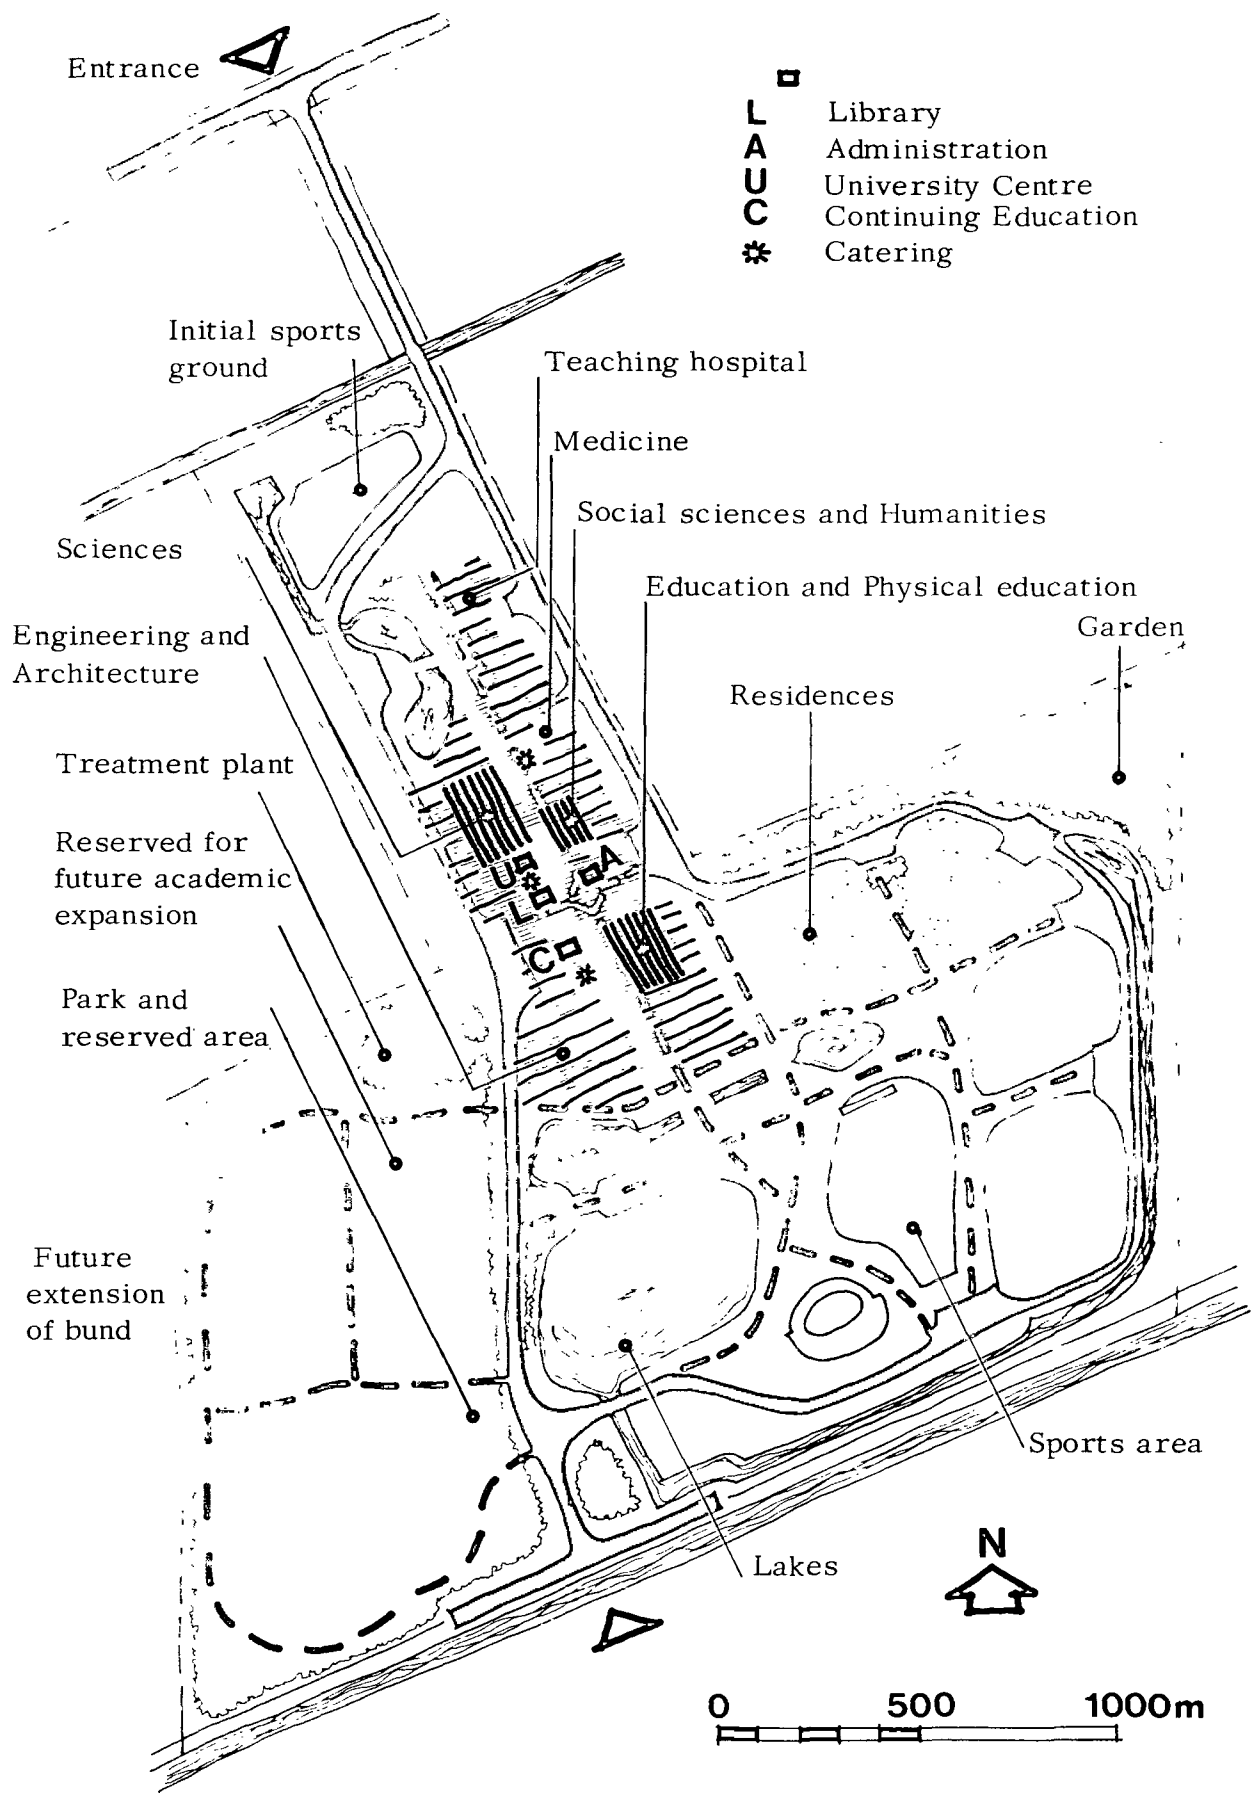 Entrance
L Library
A Administration
U University Centre
C Continuing Education
Catering
Initial sports
ground
Teaching hospital
Medicine
Social sciences and Humanities
Sciences
Education and Physical education
Garden
Engineering and
Architecture
Residences
Treatment plant
Reserved for
future academic
expansion
A
U
L
C
Park and
reserved area
Future
extension
of bund
Sports area
N
Lakes
0 500 1000m